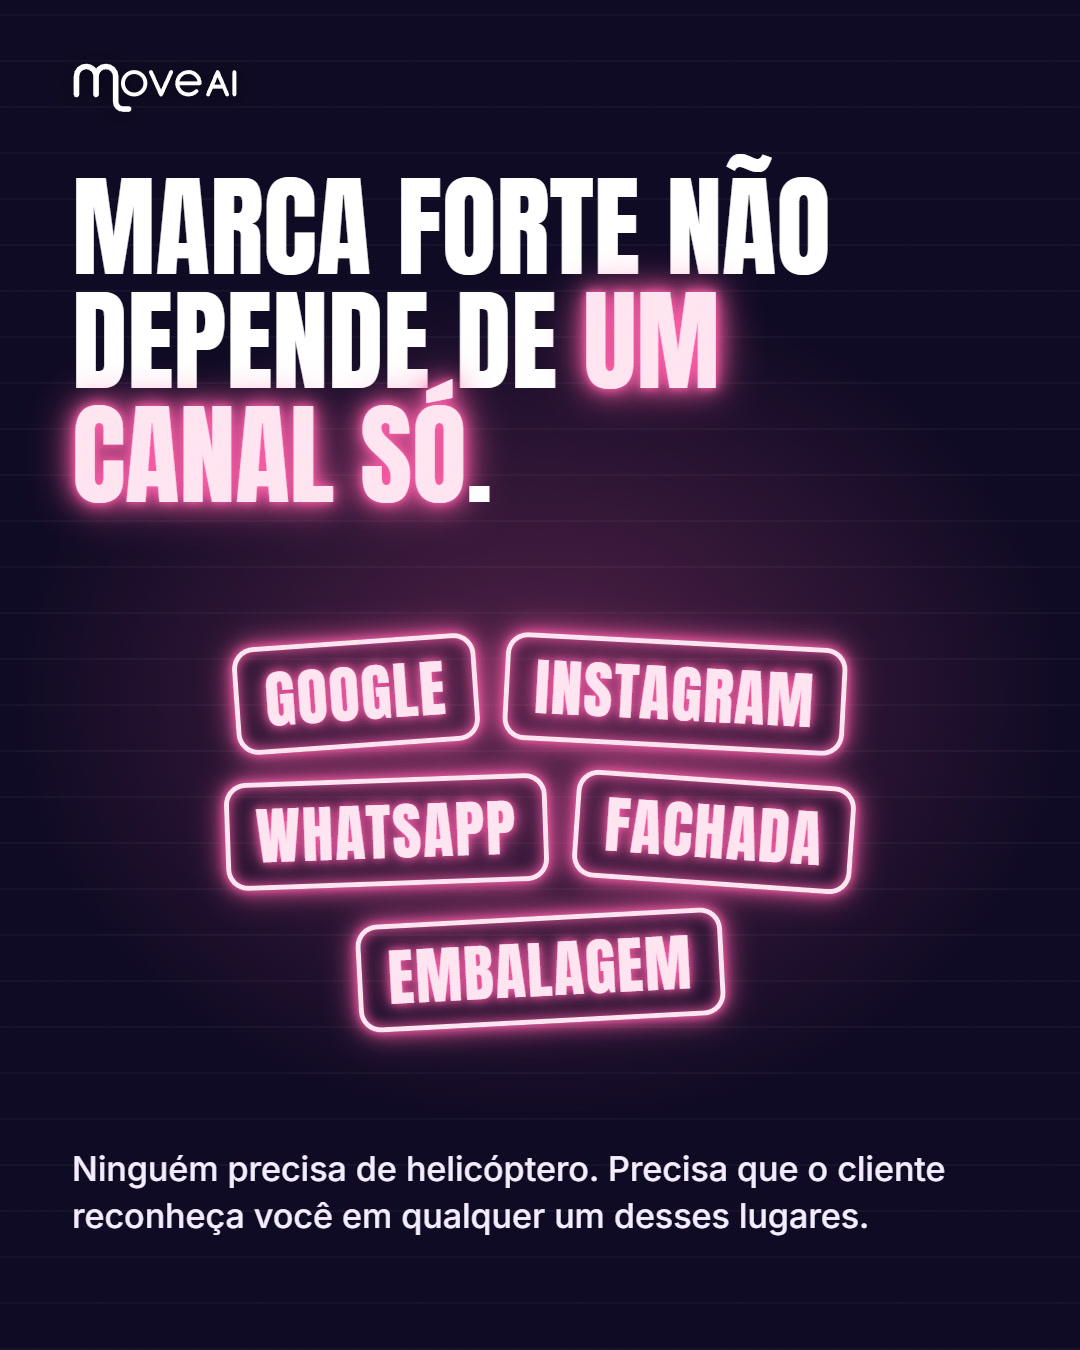 MoveAI
MARCA FORTE NÃO
DEPENDE DE UM
CANAL SÓ.
GOOGLE
INSTAGRAM
WHATSAPP
FACHADA
EMBALAGEM
Ninguém precisa de helicóptero. Precisa que o cliente
reconheça você em qualquer um desses lugares.